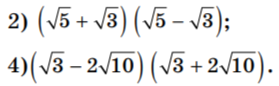 2) (√5 + √3) (√5 − √3);
4)(√3 − 2√10) (√3 + 2√10).